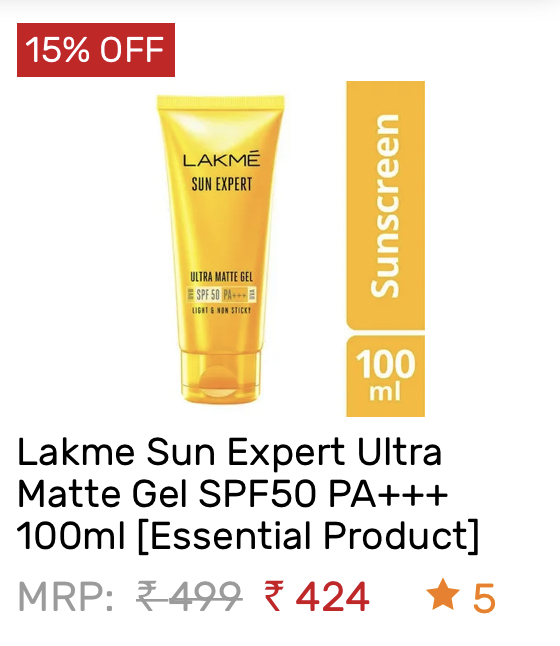 15% OFF
LAKMÉ
SUN EXPERT
ULTRA MATTE GEL
SPF 50 PA+++
LIGHT & NON STICKY
Sunscreen
100
ml
Lakme Sun Expert Ultra
Matte Gel SPF50 PA+++
100ml [Essential Product]
MRP: ₹ 499 ₹ 424 ★ 5